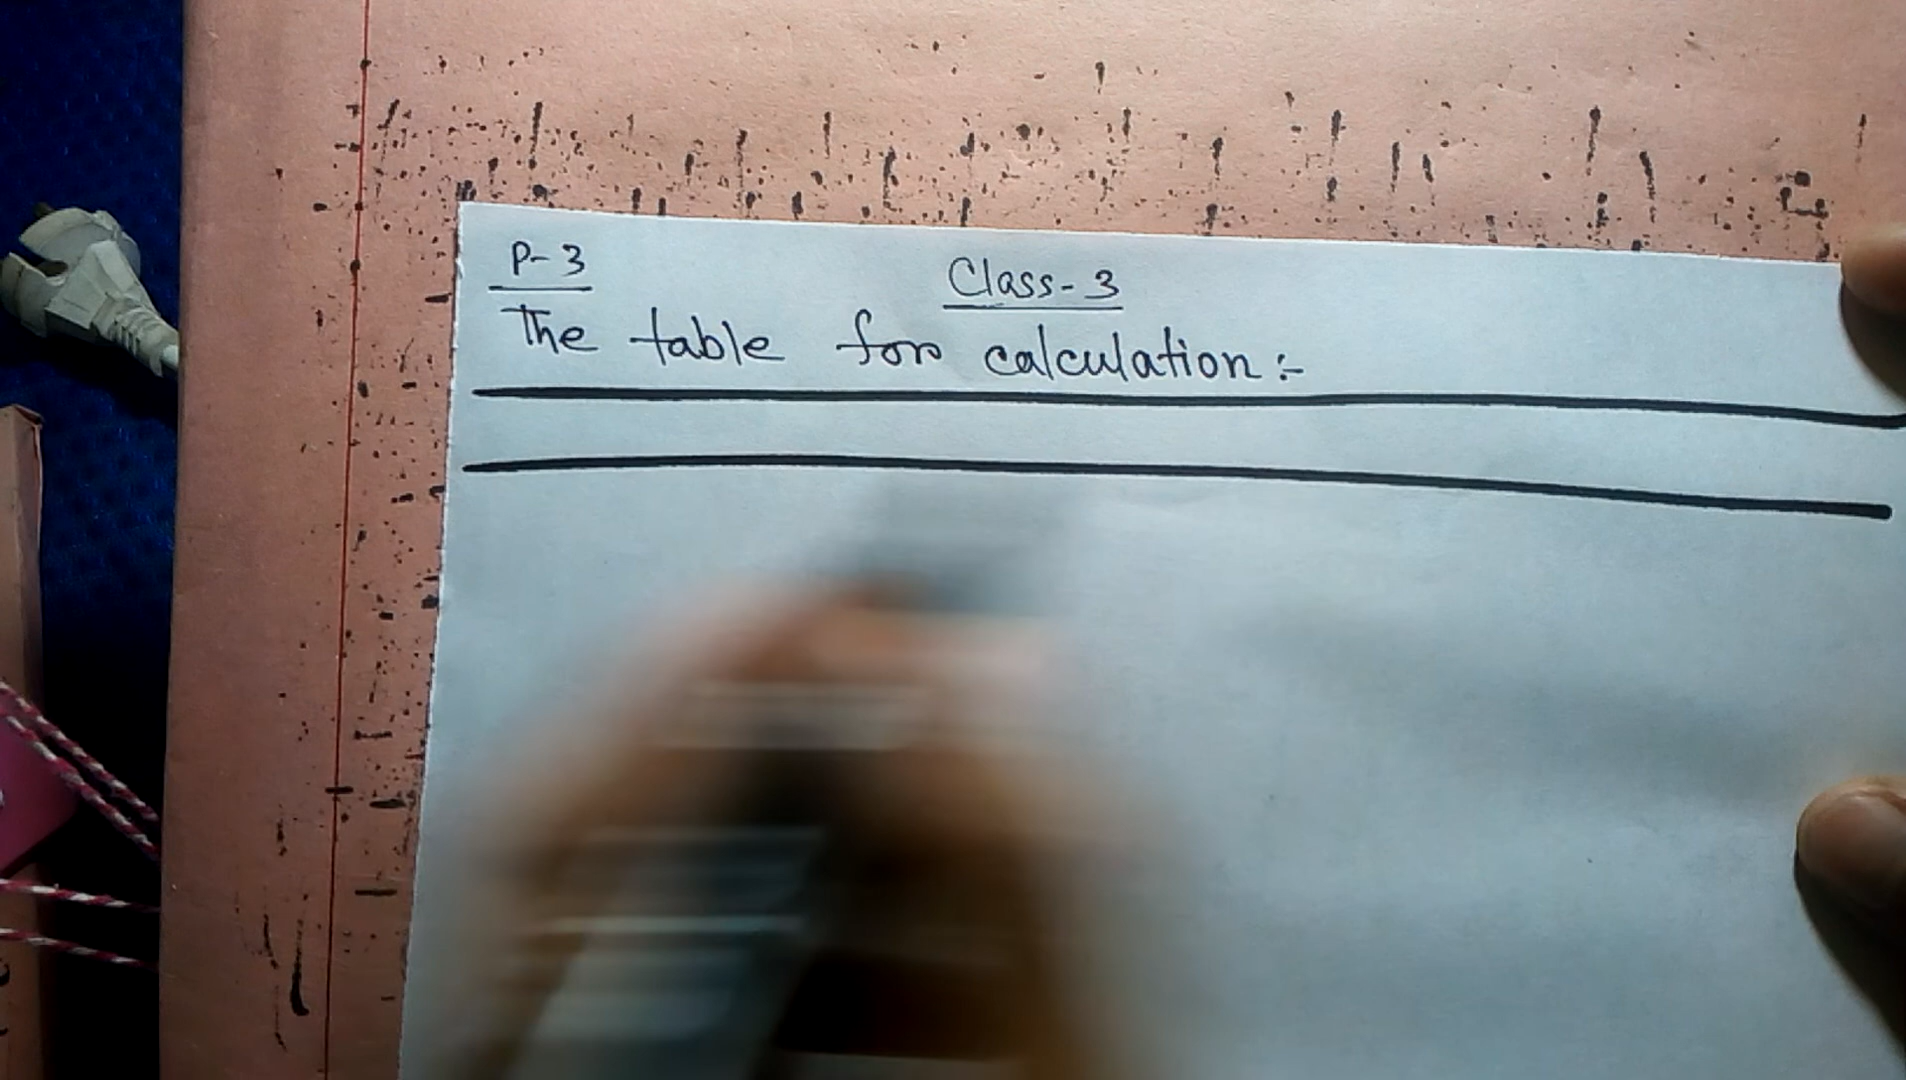 P-3
Class-3
The table for calculation:-